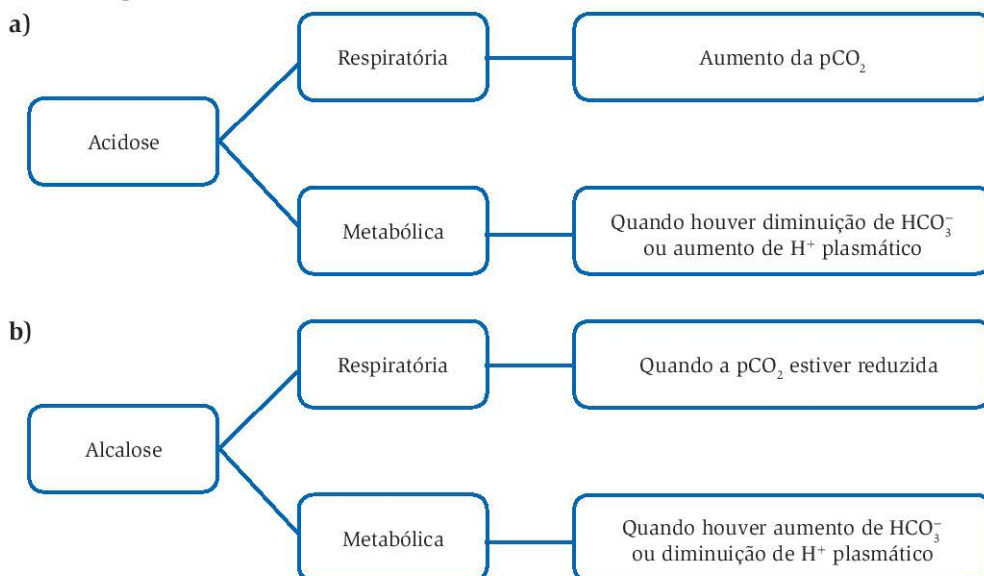 a)
Acidose
Respiratória
Aumento da pCO₂
Metabólica
Quando houver diminuição de HCO₃⁻
ou aumento de H⁺ plasmático
b)
Alcalose
Respiratória
Quando a pCO₂ estiver reduzida
Metabólica
Quando houver aumento de HCO₃⁻
ou diminuição de H⁺ plasmático